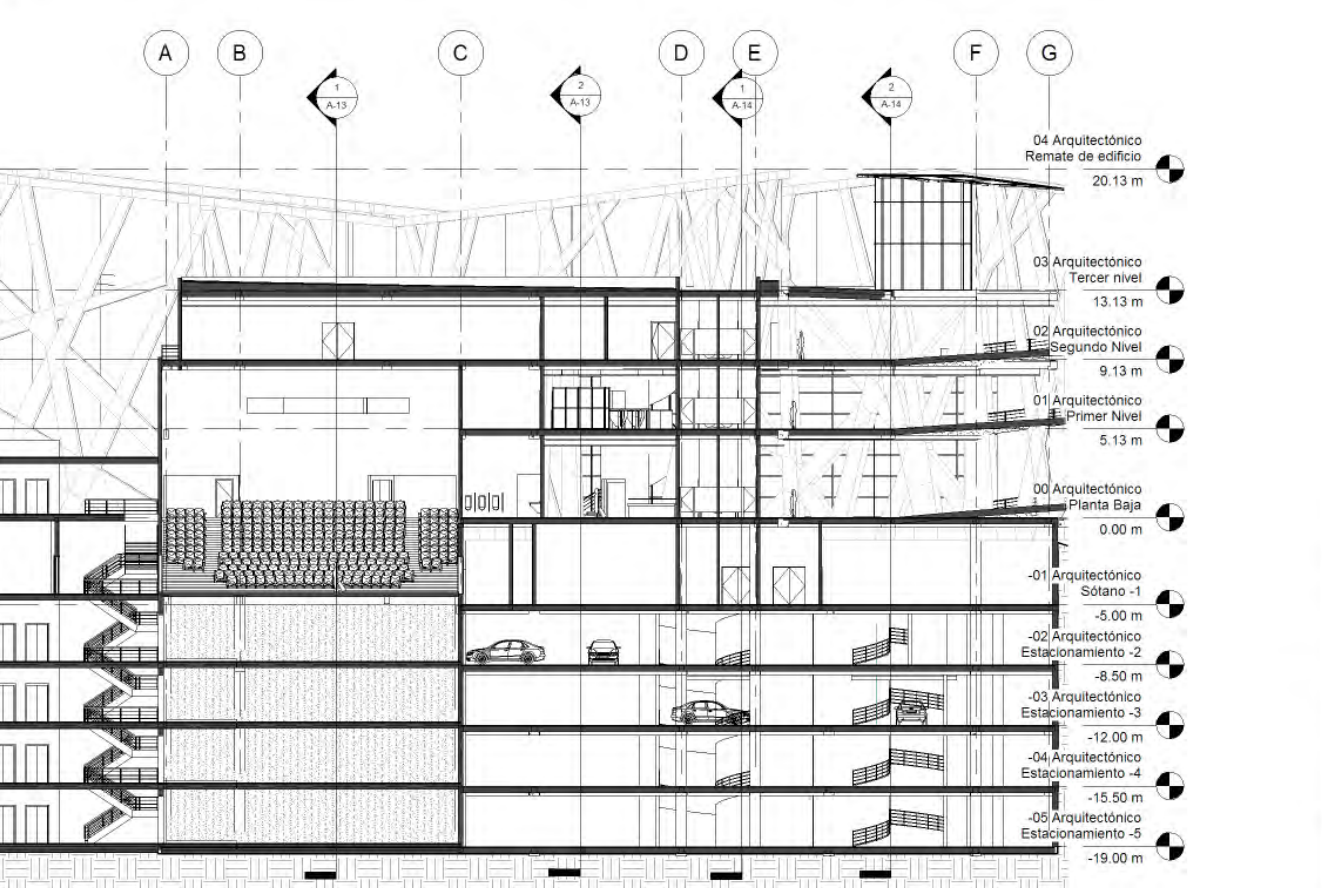 A
B
C
D
E
F
G
1
A-13
2
A-13
1
A-14
2
A-14
04 Arquitectónico
Remate de edificio
20.13 m
03 Arquitectónico
Tercer nivel
13.13 m
02 Arquitectónico
Segundo Nivel
9.13 m
01 Arquitectónico
Primer Nivel
5.13 m
00 Arquitectónico
Planta Baja
0.00 m
-01 Arquitectónico
Sótano -1
-5.00 m
-02 Arquitectónico
Estacionamiento -2
-8.50 m
-03 Arquitectónico
Estacionamiento -3
-12.00 m
-04 Arquitectónico
Estacionamiento -4
-15.50 m
-05 Arquitectónico
Estacionamiento -5
-19.00 m